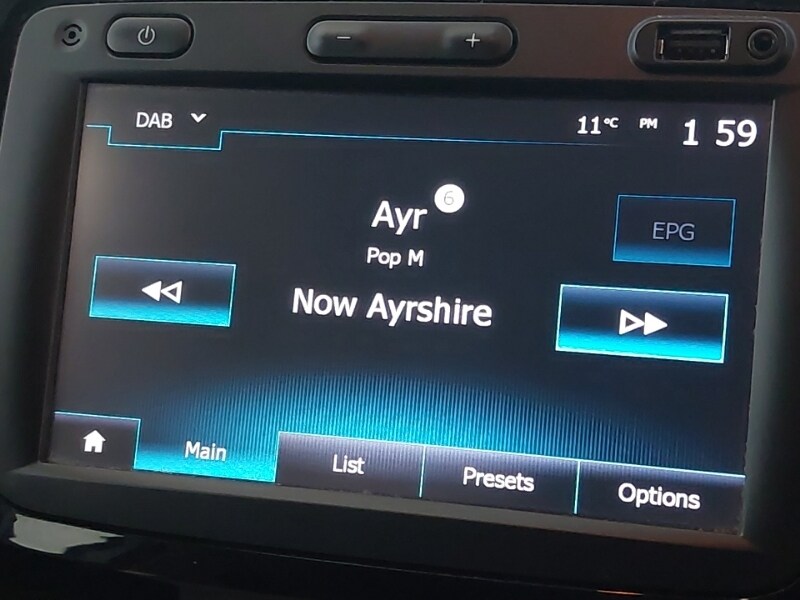 − +
DAB
11°C PM 1 59
Ayr 6
EPG
Pop M
Now Ayrshire
Main List Presets Options